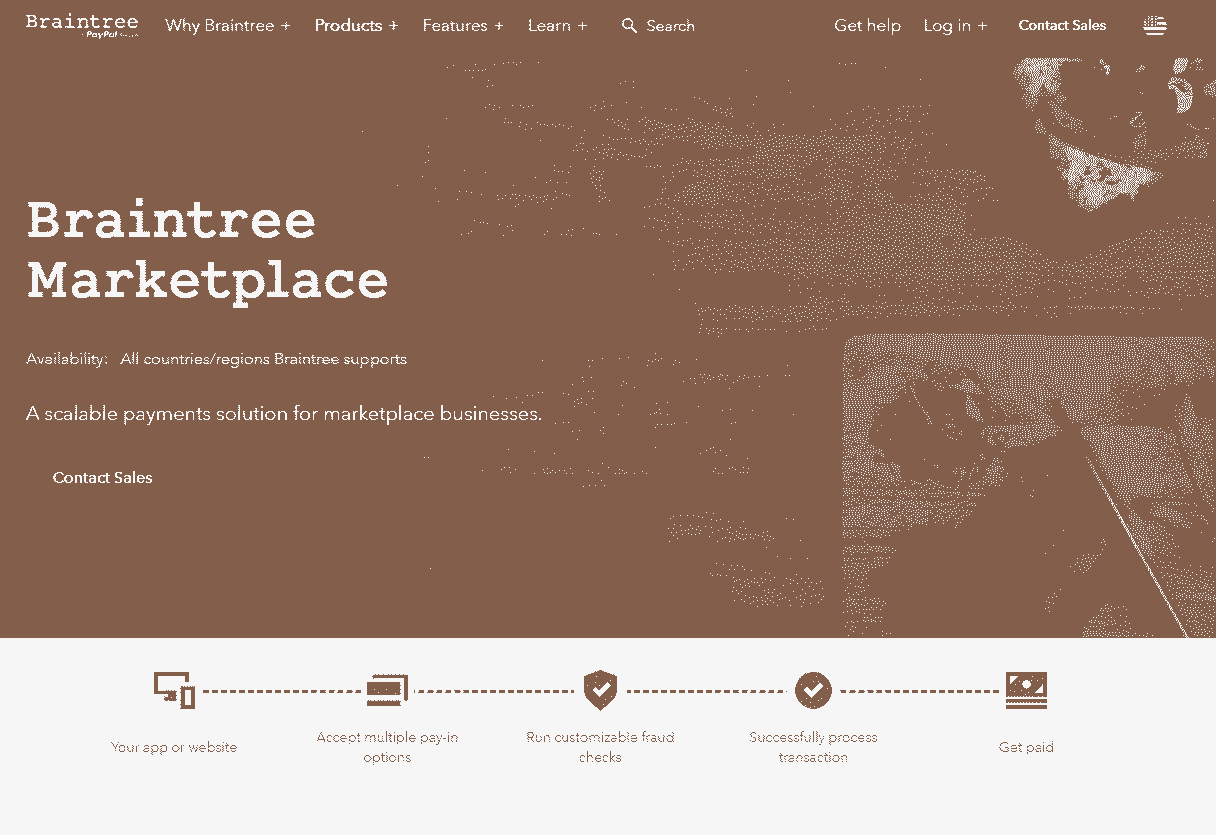 Braintree
PayPal
Why Braintree +
Products +
Features +
Learn +
Search
Get help
Log in +
Contact Sales
Braintree
Marketplace
Availability: All countries/regions Braintree supports
A scalable payments solution for marketplace businesses.
Contact Sales
Your app or website
Accept multiple pay-in
options
Run customizable fraud
checks
Successfully process
transaction
Get paid